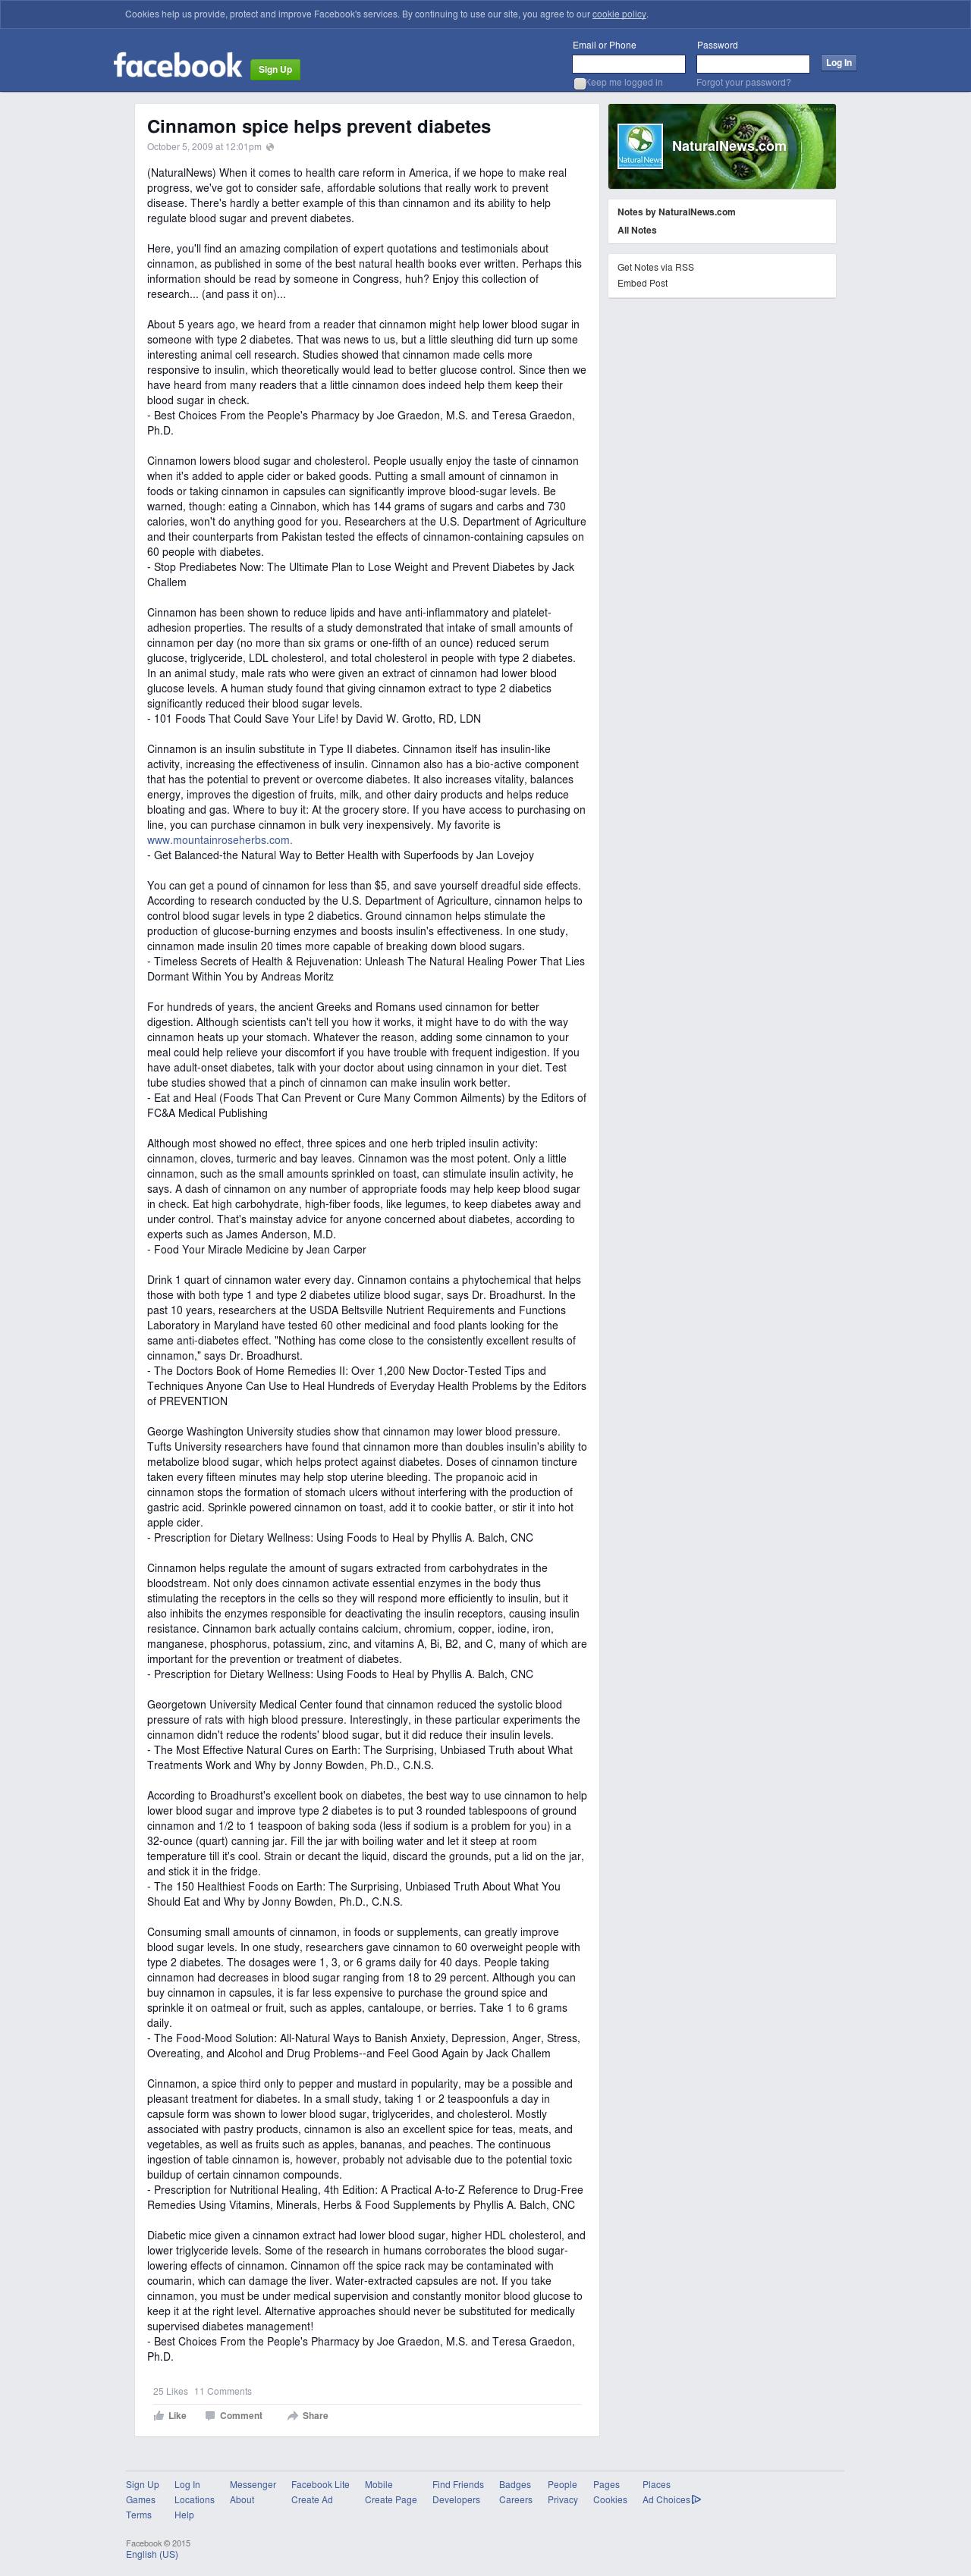 Cookies help us provide, protect and improve Facebook's services. By continuing to use our site, you agree to our cookie policy.
facebook
Sign Up
Email or Phone
Password
Log In
Keep me logged in
Forgot your password?
Cinnamon spice helps prevent diabetes
October 5, 2009 at 12:01pm
(NaturalNews) When it comes to health care reform in America, if we hope to make real
progress, we've got to consider safe, affordable solutions that really work to prevent
disease. There's hardly a better example of this than cinnamon and its ability to help
regulate blood sugar and prevent diabetes.
Here, you'll find an amazing compilation of expert quotations and testimonials about
cinnamon, as published in some of the best natural health books ever written. Perhaps this
information should be read by someone in Congress, huh? Enjoy this collection of
research... (and pass it on)...
About 5 years ago, we heard from a reader that cinnamon might help lower blood sugar in
someone with type 2 diabetes. That was news to us, but a little sleuthing did turn up some
interesting animal cell research. Studies showed that cinnamon made cells more
responsive to insulin, which theoretically would lead to better glucose control. Since then we
have heard from many readers that a little cinnamon does indeed help them keep their
blood sugar in check.
- Best Choices From the People's Pharmacy by Joe Graedon, M.S. and Teresa Graedon,
Ph.D.
Cinnamon lowers blood sugar and cholesterol. People usually enjoy the taste of cinnamon
when it's added to apple cider or baked goods. Putting a small amount of cinnamon in
foods or taking cinnamon in capsules can significantly improve blood-sugar levels. Be
warned, though: eating a Cinnabon, which has 144 grams of sugars and carbs and 730
calories, won't do anything good for you. Researchers at the U.S. Department of Agriculture
and their counterparts from Pakistan tested the effects of cinnamon-containing capsules on
60 people with diabetes.
- Stop Prediabetes Now: The Ultimate Plan to Lose Weight and Prevent Diabetes by Jack
Challem
Cinnamon has been shown to reduce lipids and have anti-inflammatory and platelet-
adhesion properties. The results of a study demonstrated that intake of small amounts of
cinnamon per day (no more than six grams or one-fifth of an ounce) reduced serum
glucose, triglyceride, LDL cholesterol, and total cholesterol in people with type 2 diabetes.
In an animal study, male rats who were given an extract of cinnamon had lower blood
glucose levels. A human study found that giving cinnamon extract to type 2 diabetics
significantly reduced their blood sugar levels.
- 101 Foods That Could Save Your Life! by David W. Grotto, RD, LDN
Cinnamon is an insulin substitute in Type II diabetes. Cinnamon itself has insulin-like
activity, increasing the effectiveness of insulin. Cinnamon also has a bio-active component
that has the potential to prevent or overcome diabetes. It also increases vitality, balances
energy, improves the digestion of fruits, milk, and other dairy products and helps reduce
bloating and gas. Where to buy it: At the grocery store. If you have access to purchasing on
line, you can purchase cinnamon in bulk very inexpensively. My favorite is
www.mountainroseherbs.com.
- Get Balanced-the Natural Way to Better Health with Superfoods by Jan Lovejoy
You can get a pound of cinnamon for less than $5, and save yourself dreadful side effects.
According to research conducted by the U.S. Department of Agriculture, cinnamon helps to
control blood sugar levels in type 2 diabetics. Ground cinnamon helps stimulate the
production of glucose-burning enzymes and boosts insulin's effectiveness. In one study,
cinnamon made insulin 20 times more capable of breaking down blood sugars.
- Timeless Secrets of Health & Rejuvenation: Unleash The Natural Healing Power That Lies
Dormant Within You by Andreas Moritz
For hundreds of years, the ancient Greeks and Romans used cinnamon for better
digestion. Although scientists can't tell you how it works, it might have to do with the way
cinnamon heats up your stomach. Whatever the reason, adding some cinnamon to your
meal could help relieve your discomfort if you have trouble with frequent indigestion. If you
have adult-onset diabetes, talk with your doctor about using cinnamon in your diet. Test
tube studies showed that a pinch of cinnamon can make insulin work better.
- Eat and Heal (Foods That Can Prevent or Cure Many Common Ailments) by the Editors of
FC&A Medical Publishing
Although most showed no effect, three spices and one herb tripled insulin activity:
cinnamon, cloves, turmeric and bay leaves. Cinnamon was the most potent. Only a little
cinnamon, such as the small amounts sprinkled on toast, can stimulate insulin activity, he
says. A dash of cinnamon on any number of appropriate foods may help keep blood sugar
in check. Eat high carbohydrate, high-fiber foods, like legumes, to keep diabetes away and
under control. That's mainstay advice for anyone concerned about diabetes, according to
experts such as James Anderson, M.D.
- Food Your Miracle Medicine by Jean Carper
Drink 1 quart of cinnamon water every day. Cinnamon contains a phytochemical that helps
those with both type 1 and type 2 diabetes utilize blood sugar, says Dr. Broadhurst. In the
past 10 years, researchers at the USDA Beltsville Nutrient Requirements and Functions
Laboratory in Maryland have tested 60 other medicinal and food plants looking for the
same anti-diabetes effect. "Nothing has come close to the consistently excellent results of
cinnamon," says Dr. Broadhurst.
- The Doctors Book of Home Remedies II: Over 1,200 New Doctor-Tested Tips and
Techniques Anyone Can Use to Heal Hundreds of Everyday Health Problems by the Editors
of PREVENTION
George Washington University studies show that cinnamon may lower blood pressure.
Tufts University researchers have found that cinnamon more than doubles insulin's ability to
metabolize blood sugar, which helps protect against diabetes. Doses of cinnamon tincture
taken every fifteen minutes may help stop uterine bleeding. The propanoic acid in
cinnamon stops the formation of stomach ulcers without interfering with the production of
gastric acid. Sprinkle powered cinnamon on toast, add it to cookie batter, or stir it into hot
apple cider.
- Prescription for Dietary Wellness: Using Foods to Heal by Phyllis A. Balch, CNC
Cinnamon helps regulate the amount of sugars extracted from carbohydrates in the
bloodstream. Not only does cinnamon activate essential enzymes in the body thus
stimulating the receptors in the cells so they will respond more efficiently to insulin, but it
also inhibits the enzymes responsible for deactivating the insulin receptors, causing insulin
resistance. Cinnamon bark actually contains calcium, chromium, copper, iodine, iron,
manganese, phosphorus, potassium, zinc, and vitamins A, Bi, B2, and C, many of which are
important for the prevention or treatment of diabetes.
- Prescription for Dietary Wellness: Using Foods to Heal by Phyllis A. Balch, CNC
Georgetown University Medical Center found that cinnamon reduced the systolic blood
pressure of rats with high blood pressure. Interestingly, in these particular experiments the
cinnamon didn't reduce the rodents' blood sugar, but it did reduce their insulin levels.
- The Most Effective Natural Cures on Earth: The Surprising, Unbiased Truth about What
Treatments Work and Why by Jonny Bowden, Ph.D., C.N.S.
According to Broadhurst's excellent book on diabetes, the best way to use cinnamon to help
lower blood sugar and improve type 2 diabetes is to put 3 rounded tablespoons of ground
cinnamon and 1/2 to 1 teaspoon of baking soda (less if sodium is a problem for you) in a
32-ounce (quart) canning jar. Fill the jar with boiling water and let it steep at room
temperature till it's cool. Strain or decant the liquid, discard the grounds, put a lid on the jar,
and stick it in the fridge.
- The 150 Healthiest Foods on Earth: The Surprising, Unbiased Truth About What You
Should Eat and Why by Jonny Bowden, Ph.D., C.N.S.
Consuming small amounts of cinnamon, in foods or supplements, can greatly improve
blood sugar levels. In one study, researchers gave cinnamon to 60 overweight people with
type 2 diabetes. The dosages were 1, 3, or 6 grams daily for 40 days. People taking
cinnamon had decreases in blood sugar ranging from 18 to 29 percent. Although you can
buy cinnamon in capsules, it is far less expensive to purchase the ground spice and
sprinkle it on oatmeal or fruit, such as apples, cantaloupe, or berries. Take 1 to 6 grams
daily.
- The Food-Mood Solution: All-Natural Ways to Banish Anxiety, Depression, Anger, Stress,
Overeating, and Alcohol and Drug Problems--and Feel Good Again by Jack Challem
Cinnamon, a spice third only to pepper and mustard in popularity, may be a possible and
pleasant treatment for diabetes. In a small study, taking 1 or 2 teaspoonfuls a day in
capsule form was shown to lower blood sugar, triglycerides, and cholesterol. Mostly
associated with pastry products, cinnamon is also an excellent spice for teas, meats, and
vegetables, as well as fruits such as apples, bananas, and peaches. The continuous
ingestion of table cinnamon is, however, probably not advisable due to the potential toxic
buildup of certain cinnamon compounds.
- Prescription for Nutritional Healing, 4th Edition: A Practical A-to-Z Reference to Drug-Free
Remedies Using Vitamins, Minerals, Herbs & Food Supplements by Phyllis A. Balch, CNC
Diabetic mice given a cinnamon extract had lower blood sugar, higher HDL cholesterol, and
lower triglyceride levels. Some of the research in humans corroborates the blood sugar-
lowering effects of cinnamon. Cinnamon off the spice rack may be contaminated with
coumarin, which can damage the liver. Water-extracted capsules are not. If you take
cinnamon, you must be under medical supervision and constantly monitor blood glucose to
keep it at the right level. Alternative approaches should never be substituted for medically
supervised diabetes management!
- Best Choices From the People's Pharmacy by Joe Graedon, M.S. and Teresa Graedon,
Ph.D.
25 Likes 11 Comments
Like Comment Share
Natural News
NaturalNews.com
Notes by NaturalNews.com
All Notes
Get Notes via RSS
Embed Post
Sign Up Log In Messenger Facebook Lite Mobile Find Friends Badges People Pages Places
Games Locations About Create Ad Create Page Developers Careers Privacy Cookies Ad Choices
Terms Help
Facebook © 2015
English (US)